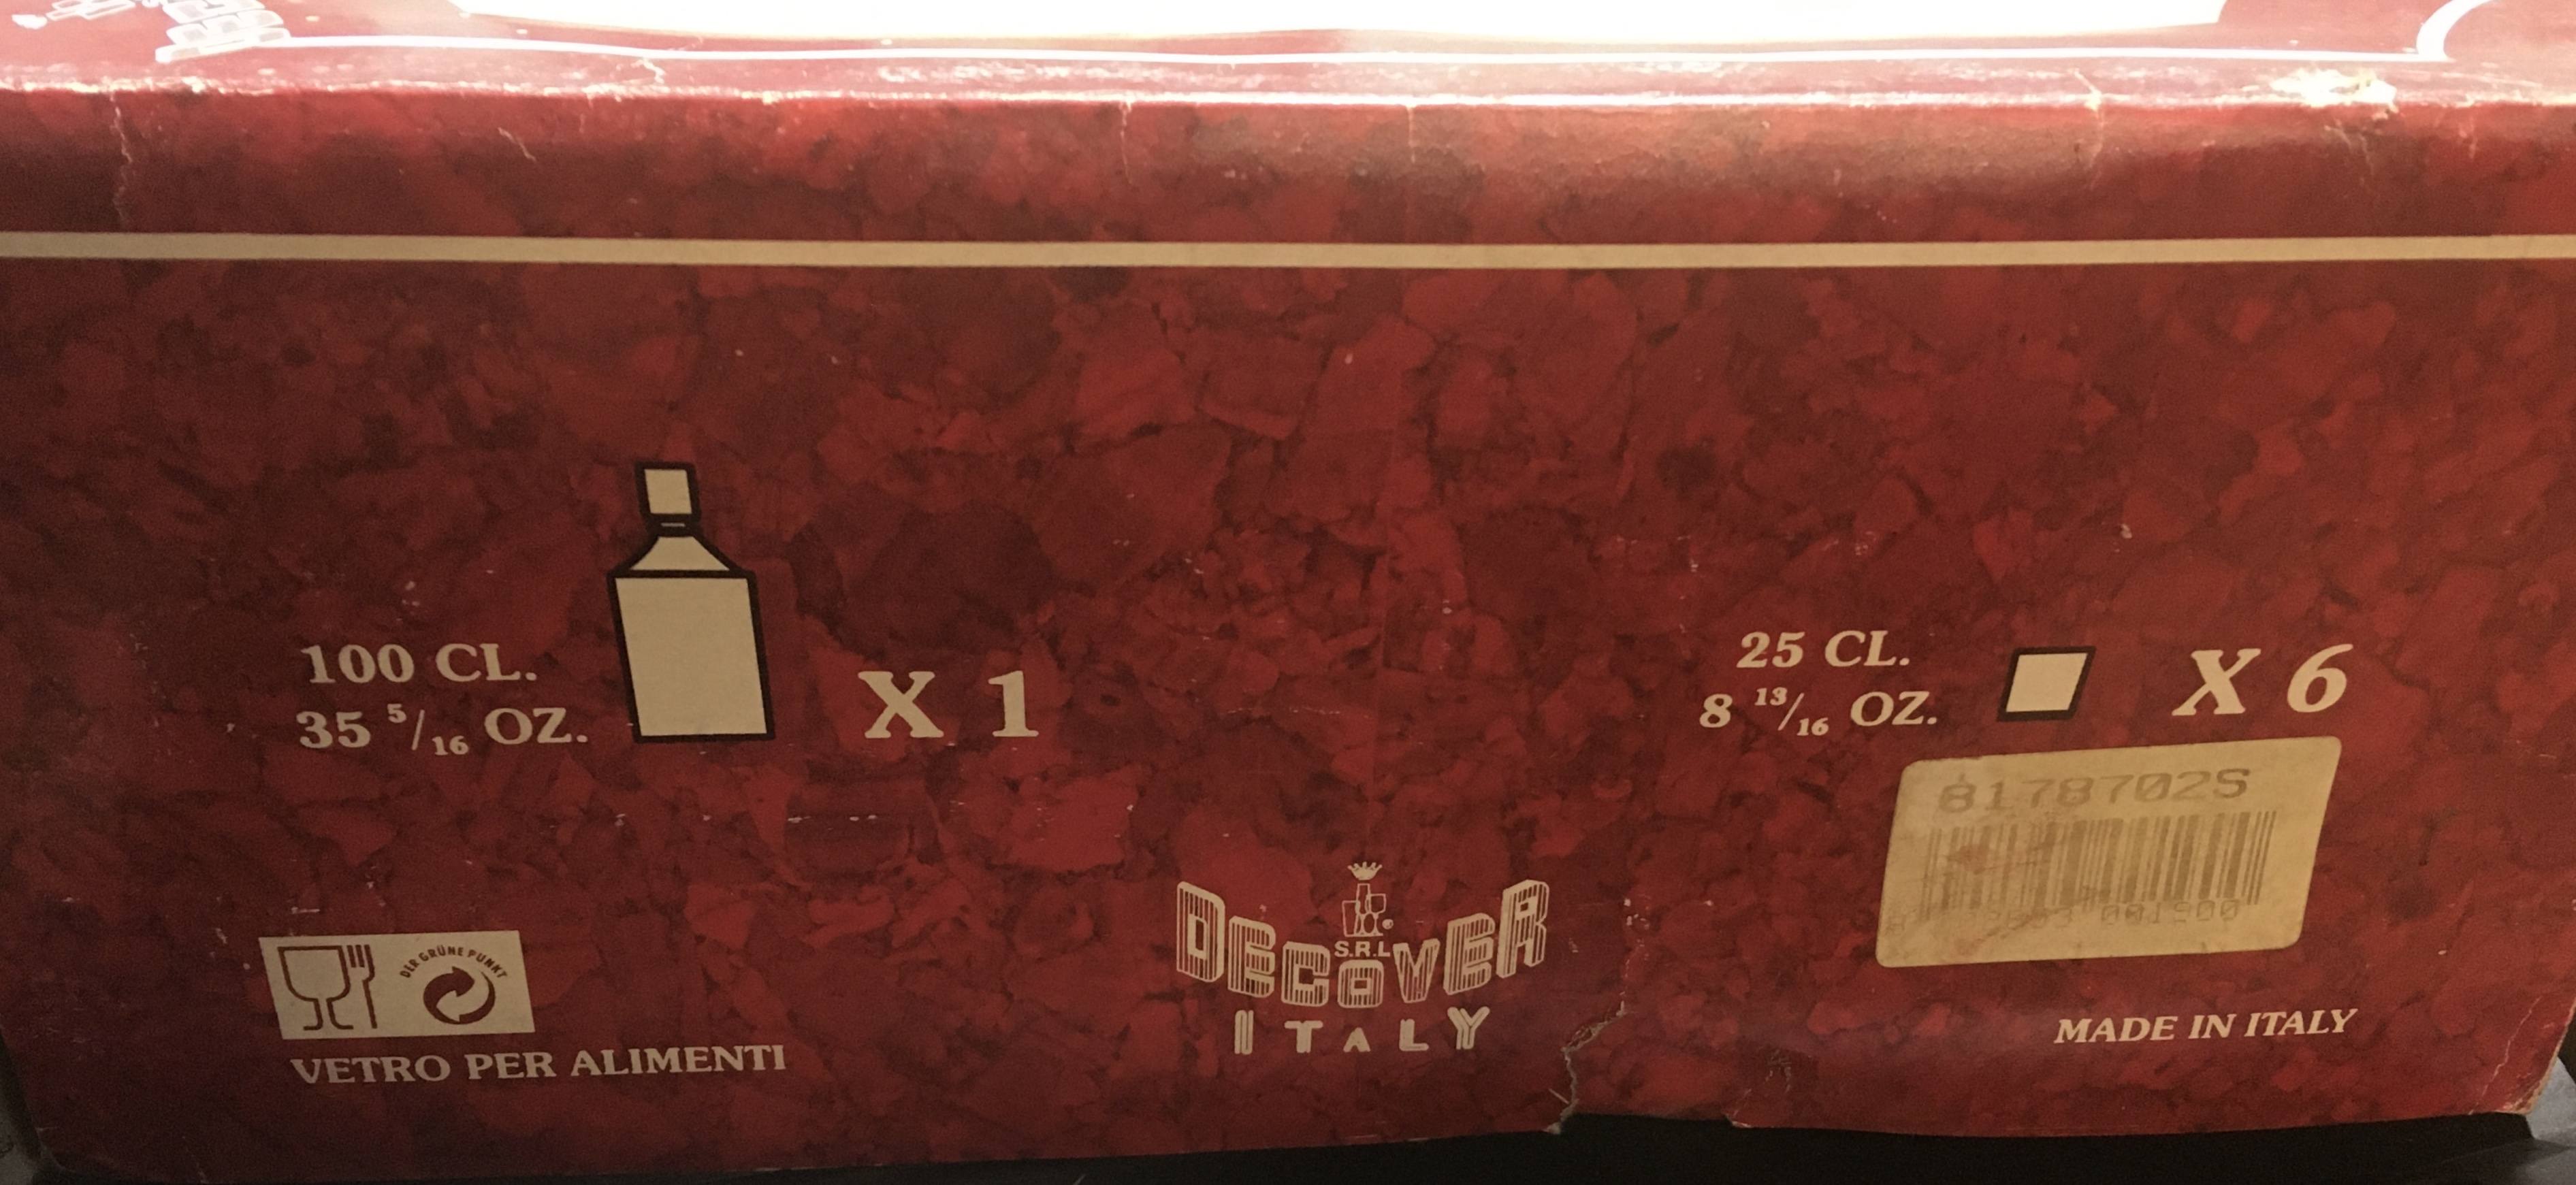 100 CL.
35 5/16 OZ.
X 1
25 CL.
8 13/16 OZ.
X 6
8178702S
DER GRÜNE PUNKT
VETRO PER ALIMENTI
S.R.L
DECOVER
ITALY
MADE IN ITALY